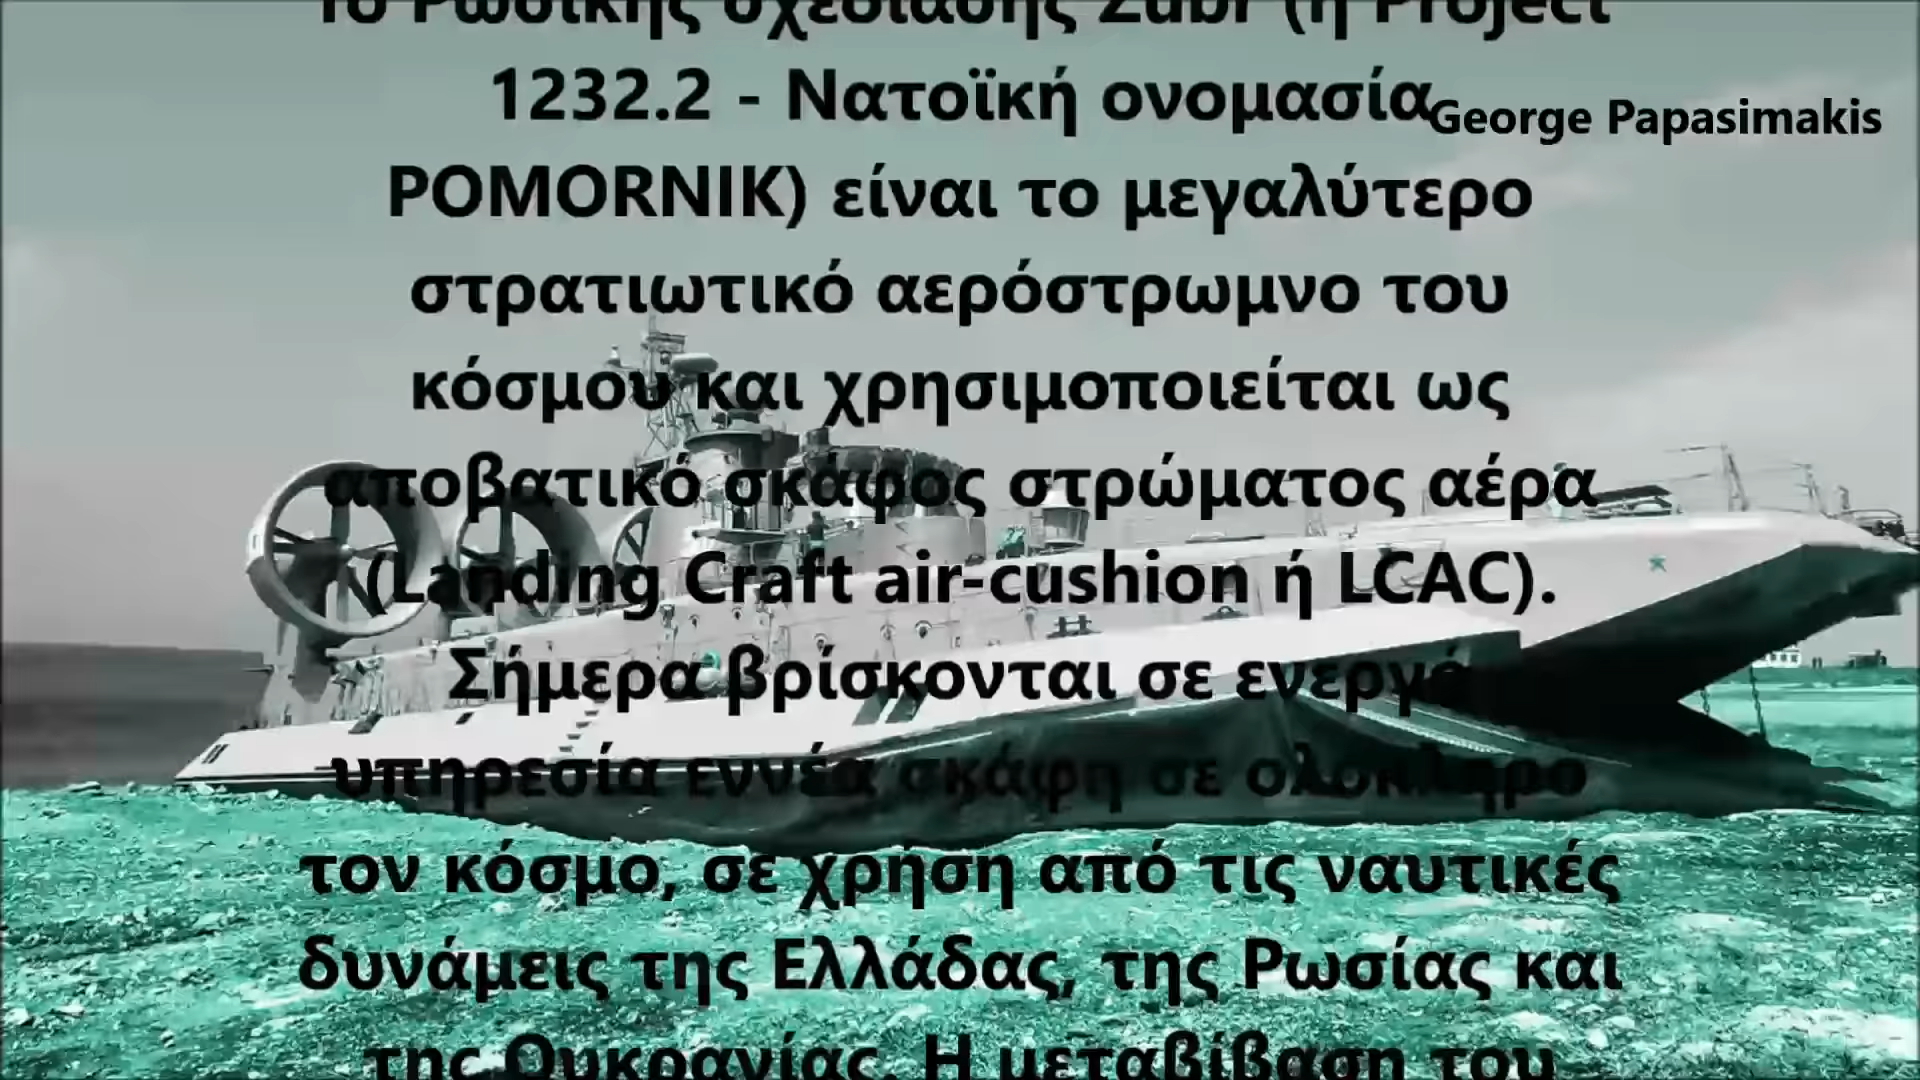 Το Ρωσικής σχεδίασης Zubr (ή Project
1232.2 - Νατοϊκή ονομασία
George Papasimakis
POMORNIK) είναι το μεγαλύτερο
στρατιωτικό αερόστρωμνο του
κόσμου και χρησιμοποιείται ως
αποβατικό σκάφος στρώματος αέρα
(Landing Craft air-cushion ή LCAC).
Σήμερα βρίσκονται σε ενεργό
υπηρεσία εννέα σκάφη σε ολόκληρο
τον κόσμο, σε χρήση από τις ναυτικές
δυνάμεις της Ελλάδας, της Ρωσίας και
της Ουκρανίας. Η μεταβίβαση του